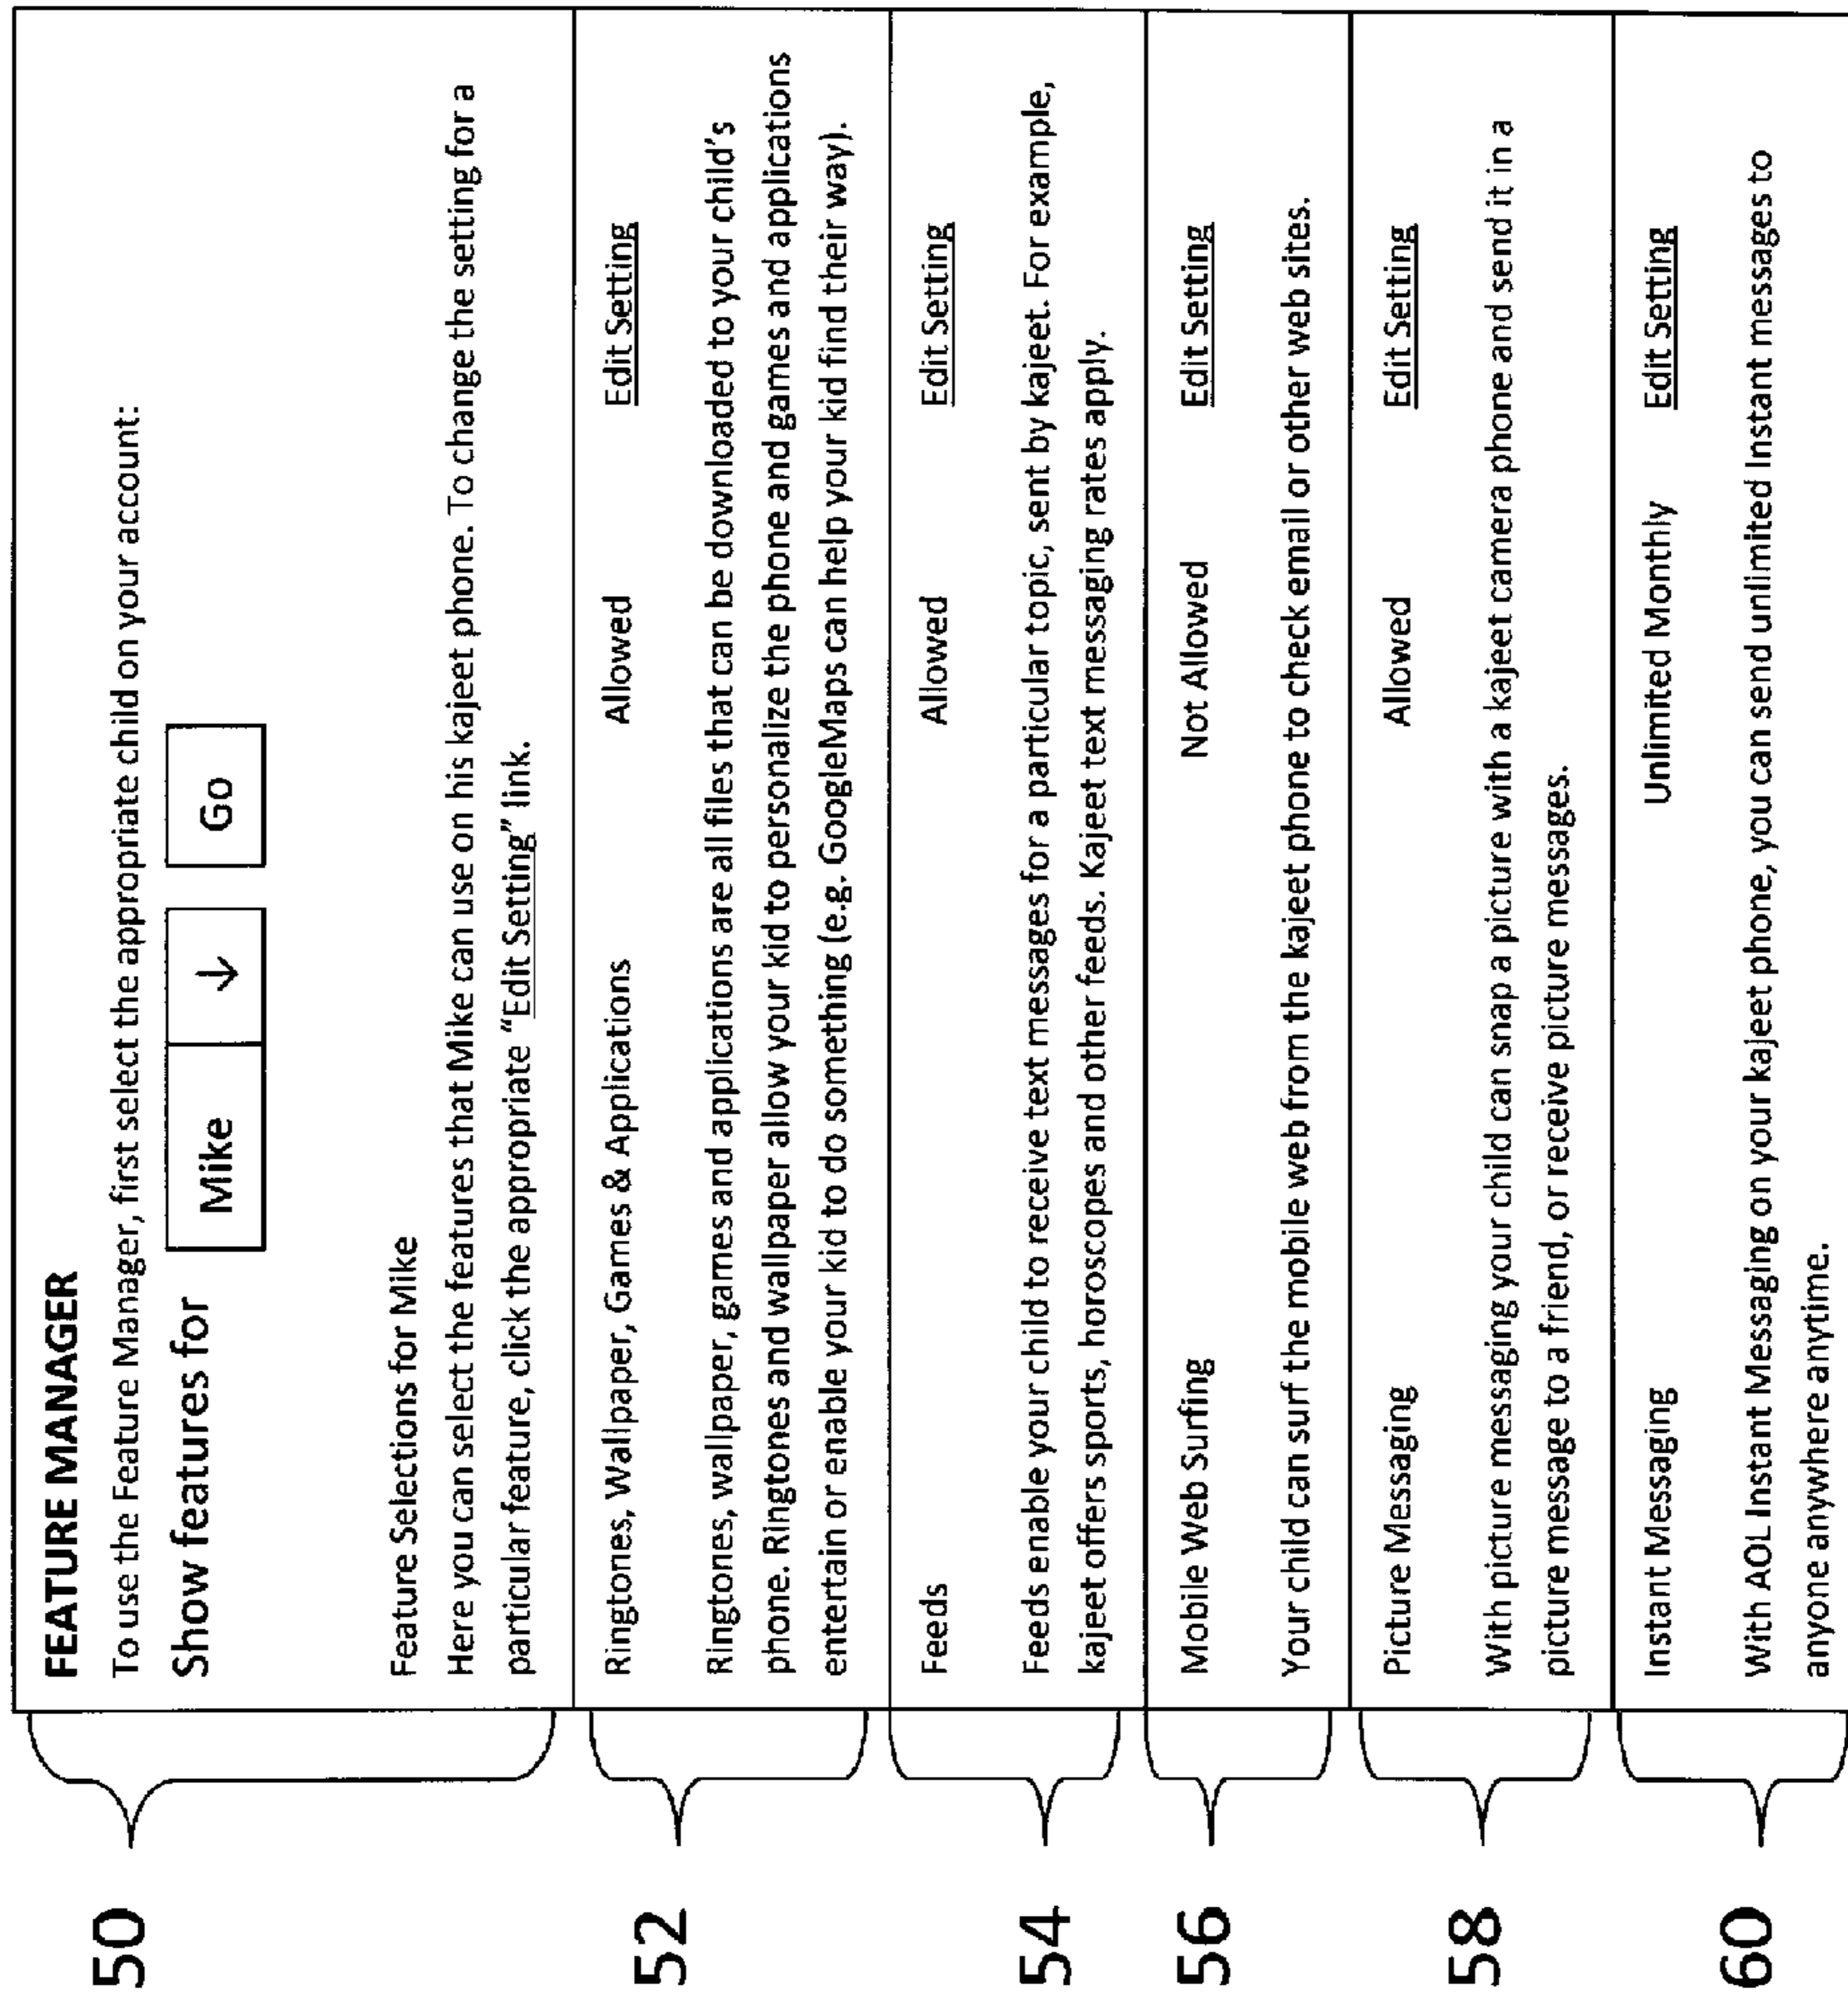 50
FEATURE MANAGER
To use the Feature Manager, first select the appropriate child on your account:
Show features for Mike ↓ Go
Feature Selections for Mike
Here you can select the features that Mike can use on his kajeet phone. To change the setting for a
particular feature, click the appropriate “Edit Setting” link.
52
Ringtones, Wallpaper, Games & Applications Allowed Edit Setting
Ringtones, wallpaper, games and applications are all files that can be downloaded to your child's
phone. Ringtones and wallpaper allow your kid to personalize the phone and games and applications
entertain or enable your kid to do something (e.g. GoogleMaps can help your kid find their way).
54
Feeds Allowed Edit Setting
Feeds enable your child to receive text messages for a particular topic, sent by kajeet. For example,
kajeet offers sports, horoscopes and other feeds. Kajeet text messaging rates apply.
56
Mobile Web Surfing Not Allowed Edit Setting
Your child can surf the mobile web from the kajeet phone to check email or other web sites.
58
Picture Messaging Allowed Edit Setting
With picture messaging your child can snap a picture with a kajeet camera phone and send it in a
picture message to a friend, or receive picture messages.
60
Instant Messaging Unlimited Monthly Edit Setting
With AOL Instant Messaging on your kajeet phone, you can send unlimited Instant messages to
anyone anywhere anytime.